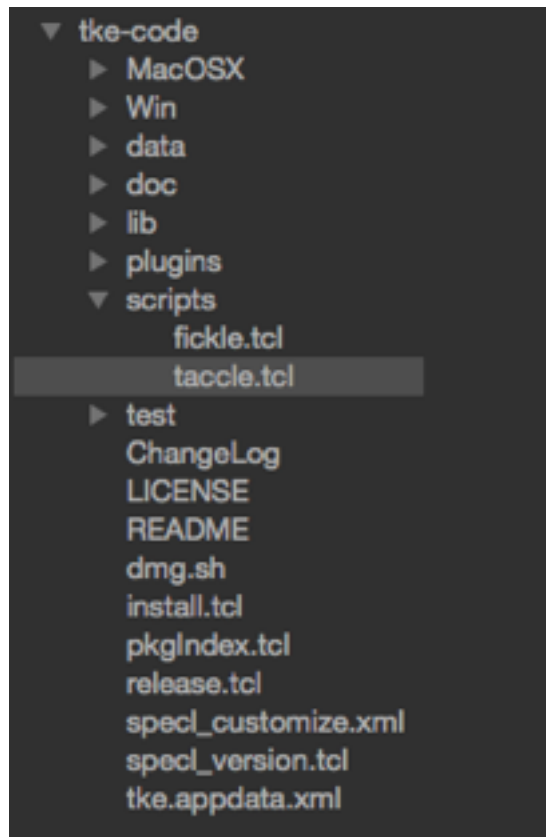 tke-code
MacOSX
Win
data
doc
lib
plugins
scripts
fickle.tcl
taccle.tcl
test
ChangeLog
LICENSE
README
dmg.sh
install.tcl
pkgIndex.tcl
release.tcl
specl_customize.xml
specl_version.tcl
tke.appdata.xml